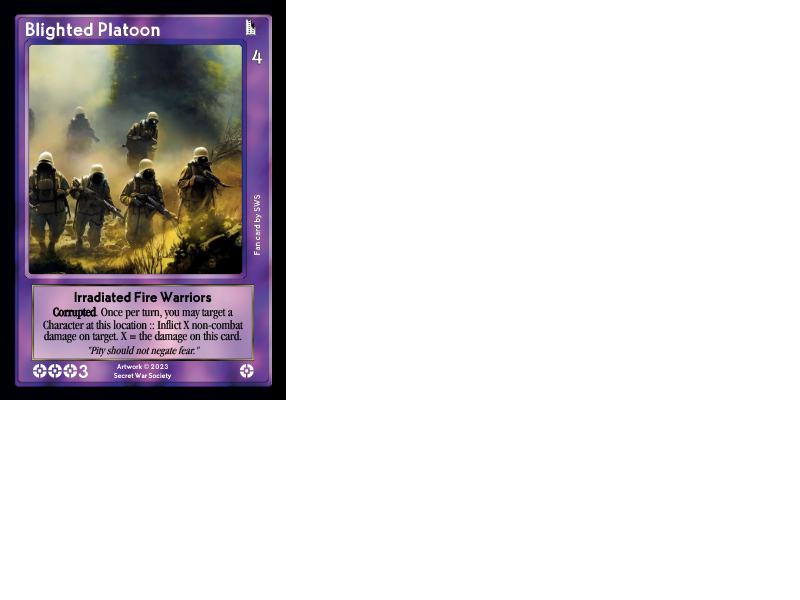 Blighted Platoon
4
Fan card by SWS
Irradiated Fire Warriors
Corrupted. Once per turn, you may target a
Character at this location :: Inflict X non-combat
damage on target. X = the damage on this card.
"Pity should not negate fear."
3
Artwork © 2023
Secret War Society